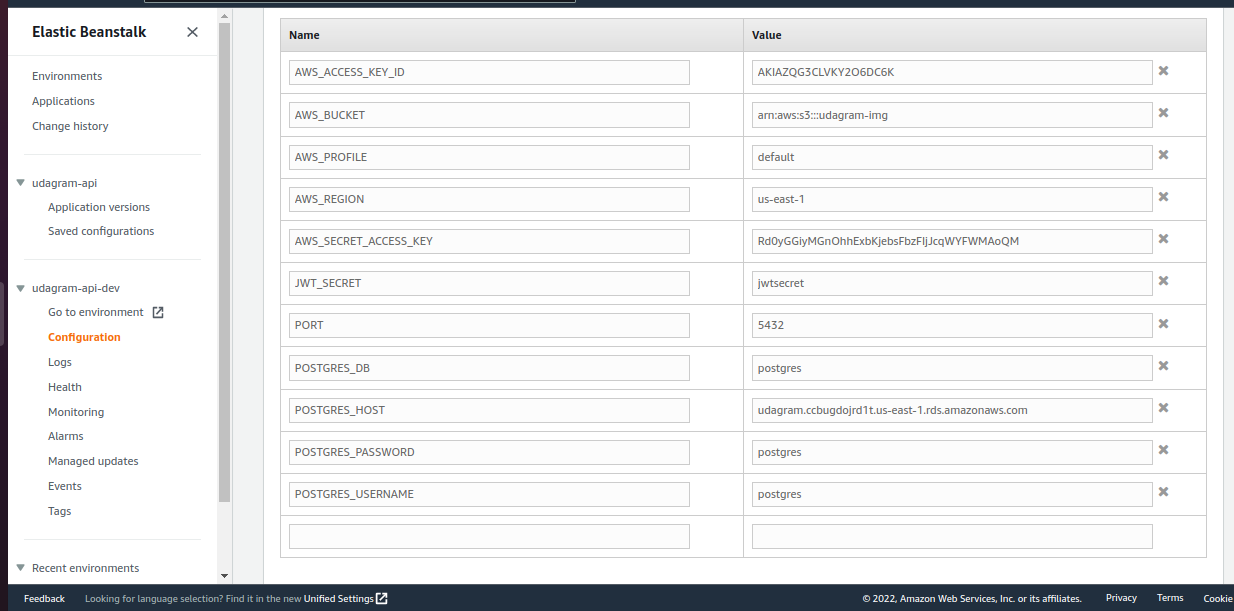 Elastic Beanstalk
Environments
Applications
Change history
udagram-api
Application versions
Saved configurations
udagram-api-dev
Go to environment
Configuration
Logs
Health
Monitoring
Alarms
Managed updates
Events
Tags
Recent environments
Name Value
AWS_ACCESS_KEY_ID AKIAZQG3CLVKY2O6DC6K
AWS_BUCKET arn:aws:s3:::udagram-img
AWS_PROFILE default
AWS_REGION us-east-1
AWS_SECRET_ACCESS_KEY
JWT_SECRET jwtsecret
PORT 5432
POSTGRES_DB postgres
POSTGRES_HOST udagram.ccbugdojrd1t.us-east-1.rds.amazonaws.com
POSTGRES_PASSWORD postgres
POSTGRES_USERNAME postgres
Feedback Looking for language selection? Find it in the new Unified Settings © 2022, Amazon Web Services, Inc. or its affiliates. Privacy Terms Cookie